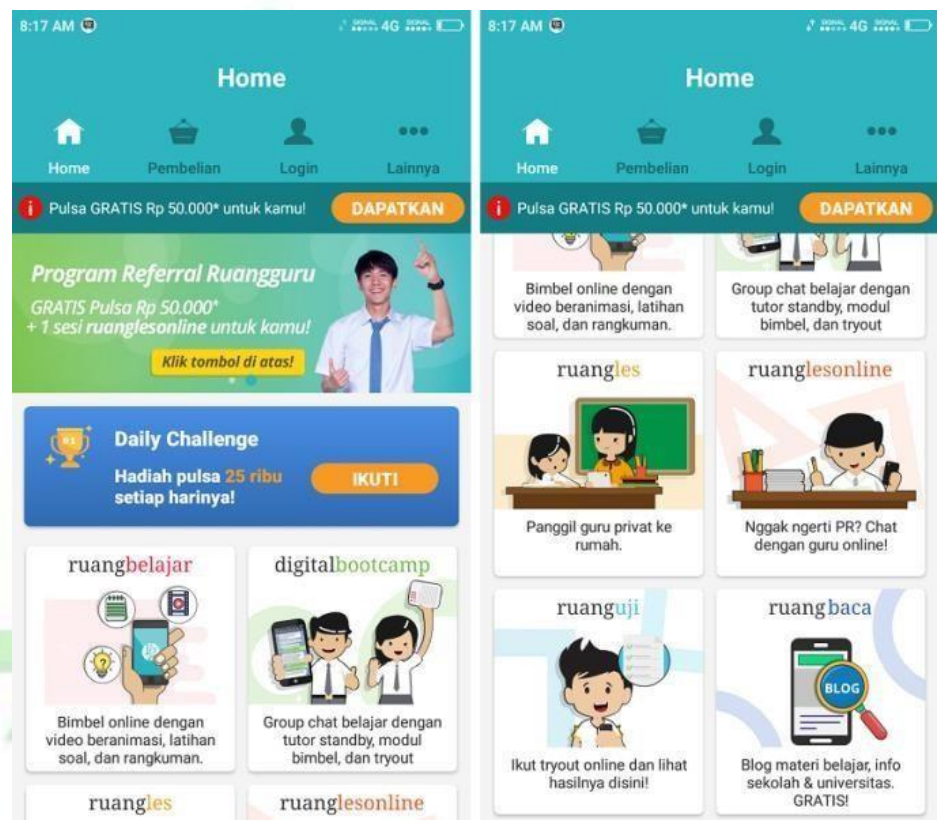 8:17 AM
4G
Home
Home
Pembelian
Login
Lainnya
Pulsa GRATIS Rp 50.000* untuk kamu!
DAPATKAN
Program Referral Ruangguru
GRATIS Pulsa Rp 50.000*
+ 1 sesi ruanglesonline untuk kamu!
Klik tombol di atas!
#1
Daily Challenge
Hadiah pulsa 25 ribu
setiap harinya!
IKUTI
ruangbelajar
Bimbel online dengan
video beranimasi, latihan
soal, dan rangkuman.
digitalbootcamp
Group chat belajar dengan
tutor standby, modul
bimbel, dan tryout
ruangles
ruanglesonline
8:17 AM
4G
Home
Home
Pembelian
Login
Lainnya
Pulsa GRATIS Rp 50.000* untuk kamu!
DAPATKAN
Bimbel online dengan
video beranimasi, latihan
soal, dan rangkuman.
Group chat belajar dengan
tutor standby, modul
bimbel, dan tryout
ruangles
Panggil guru privat ke
rumah.
ruanglesonline
Nggak ngerti PR? Chat
dengan guru online!
ruanguji
Ikut tryout online dan lihat
hasilnya disini!
ruangbaca
BLOG
Blog materi belajar, info
sekolah & universitas.
GRATIS!